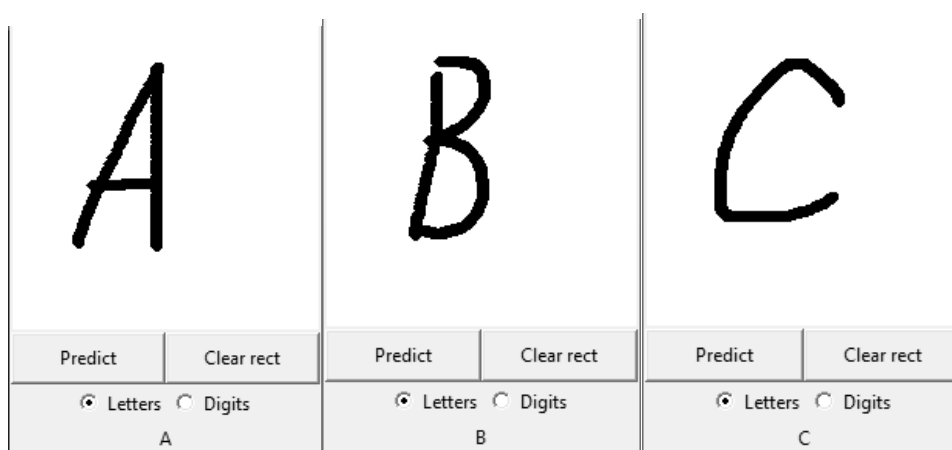 A B C
Predict Clear rect Predict Clear rect Predict Clear rect
Letters Digits Letters Digits Letters Digits
A B C